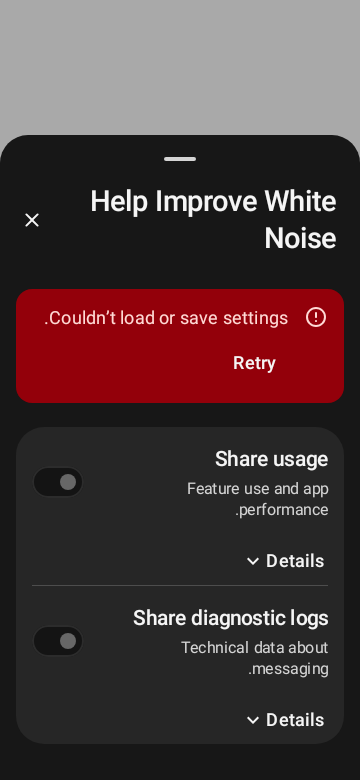 Help Improve White
Noise
.Couldn’t load or save settings
Retry
Share usage
Feature use and app
.performance
Details
Share diagnostic logs
Technical data about
.messaging
Details